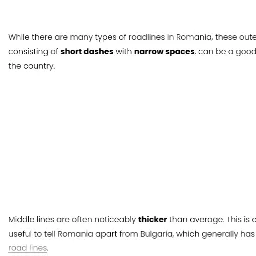 While there are many types of roadlines in Romania, these oute
consisting of short dashes with narrow spaces, can be a good
the country.
Middle lines are often noticeably thicker than average. This is
useful to tell Romania apart from Bulgaria, which generally has
road lines.